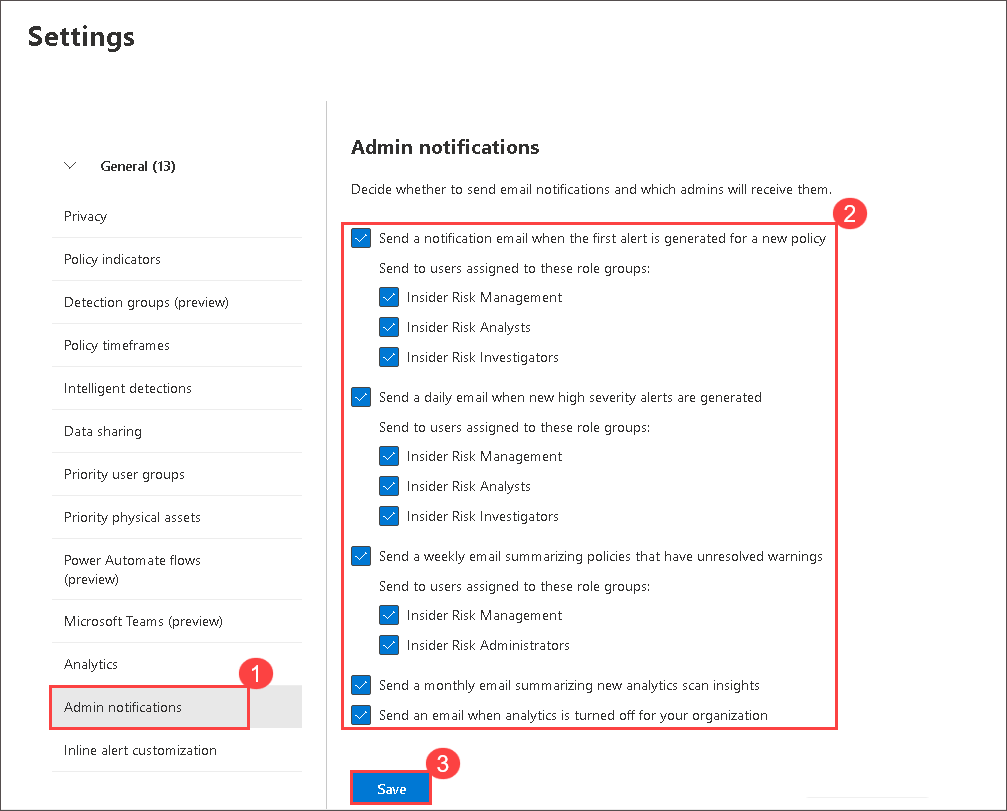 Settings
General (13)
Privacy
Policy indicators
Detection groups (preview)
Policy timeframes
Intelligent detections
Data sharing
Priority user groups
Priority physical assets
Power Automate flows
(preview)
Microsoft Teams (preview)
Analytics
1
Admin notifications
Inline alert customization
Admin notifications
Decide whether to send email notifications and which admins will receive them.
2
Send a notification email when the first alert is generated for a new policy
Send to users assigned to these role groups:
Insider Risk Management
Insider Risk Analysts
Insider Risk Investigators
Send a daily email when new high severity alerts are generated
Send to users assigned to these role groups:
Insider Risk Management
Insider Risk Analysts
Insider Risk Investigators
Send a weekly email summarizing policies that have unresolved warnings
Send to users assigned to these role groups:
Insider Risk Management
Insider Risk Administrators
Send a monthly email summarizing new analytics scan insights
Send an email when analytics is turned off for your organization
3
Save